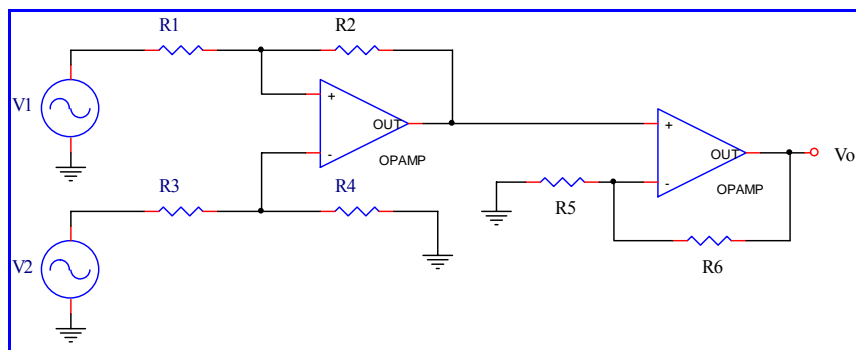 R1
R2
V1
+
-
OUT
OPAMP
R3
R4
V2
+
-
OUT
OPAMP
Vo
R5
R6